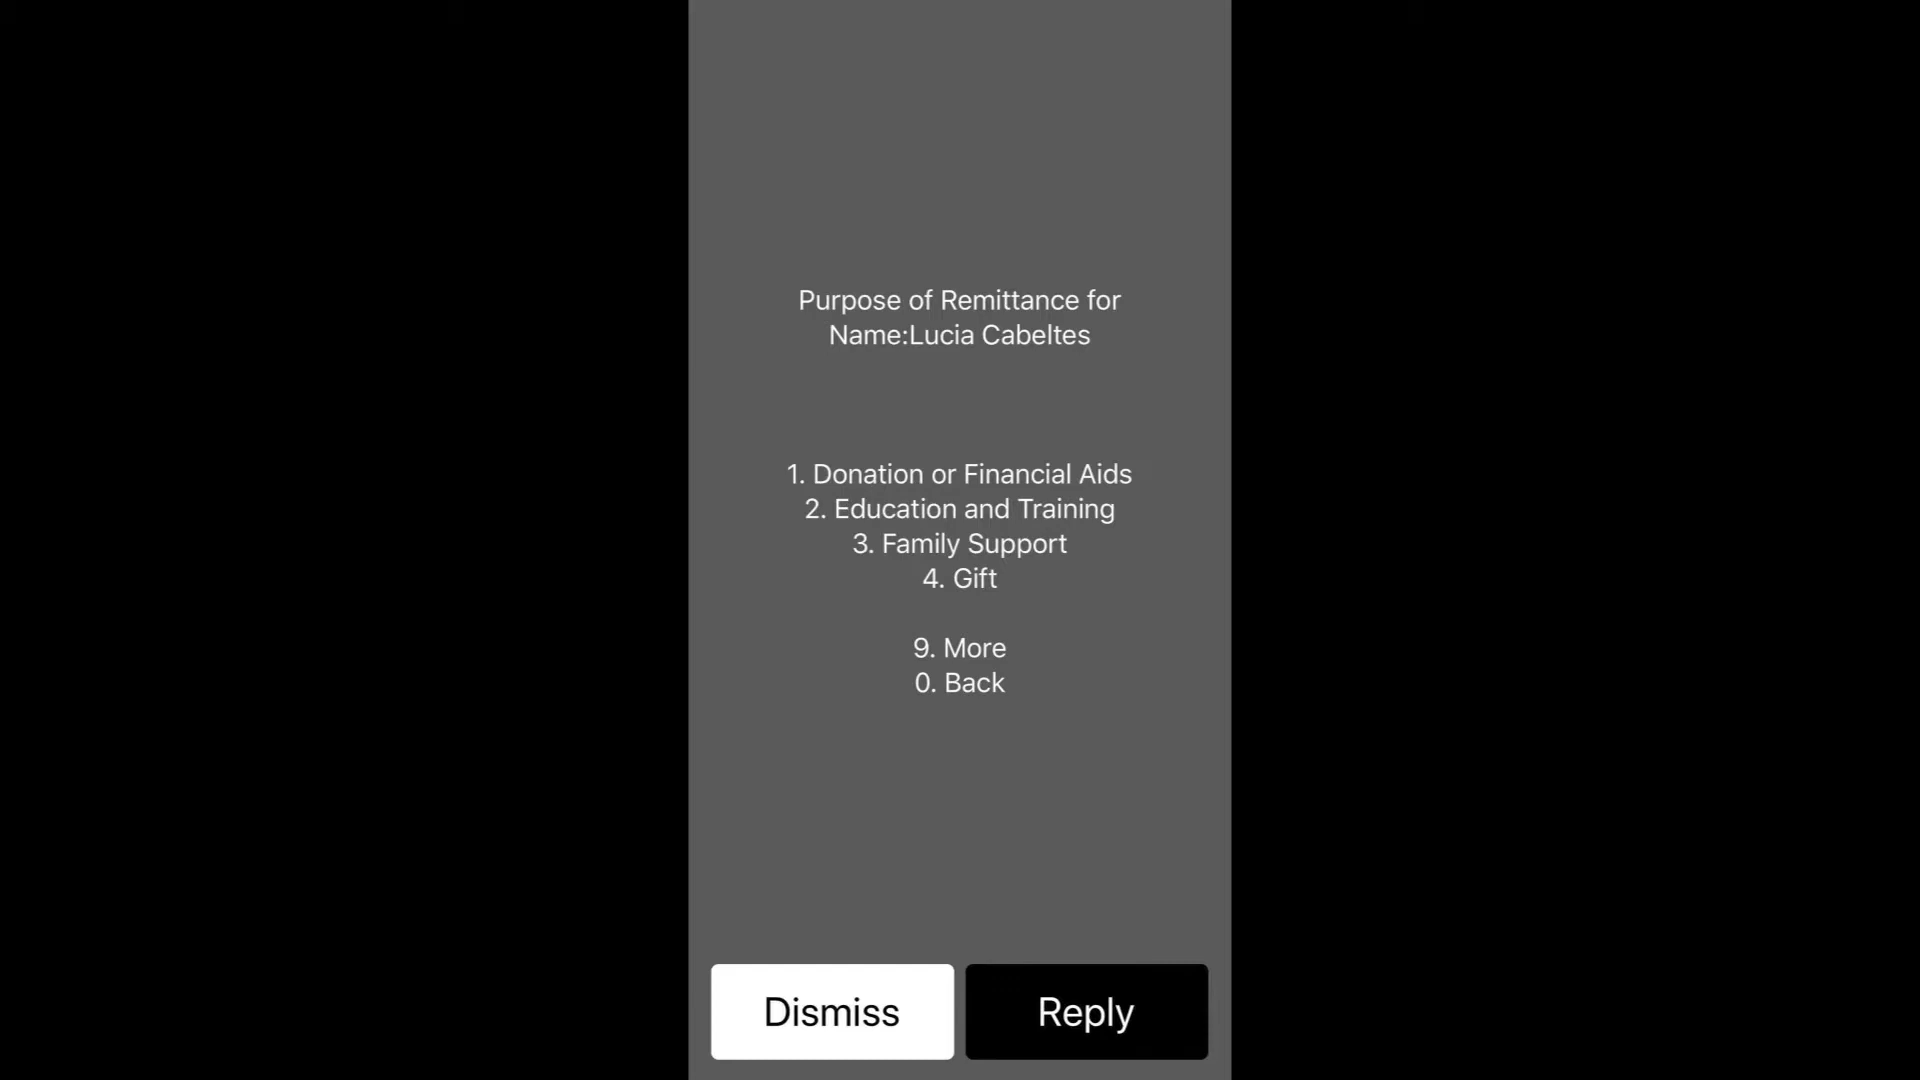 Purpose of Remittance for
Name:Lucia Cabeltes
1. Donation or Financial Aids
2. Education and Training
3. Family Support
4. Gift
9. More
0. Back
Dismiss
Reply